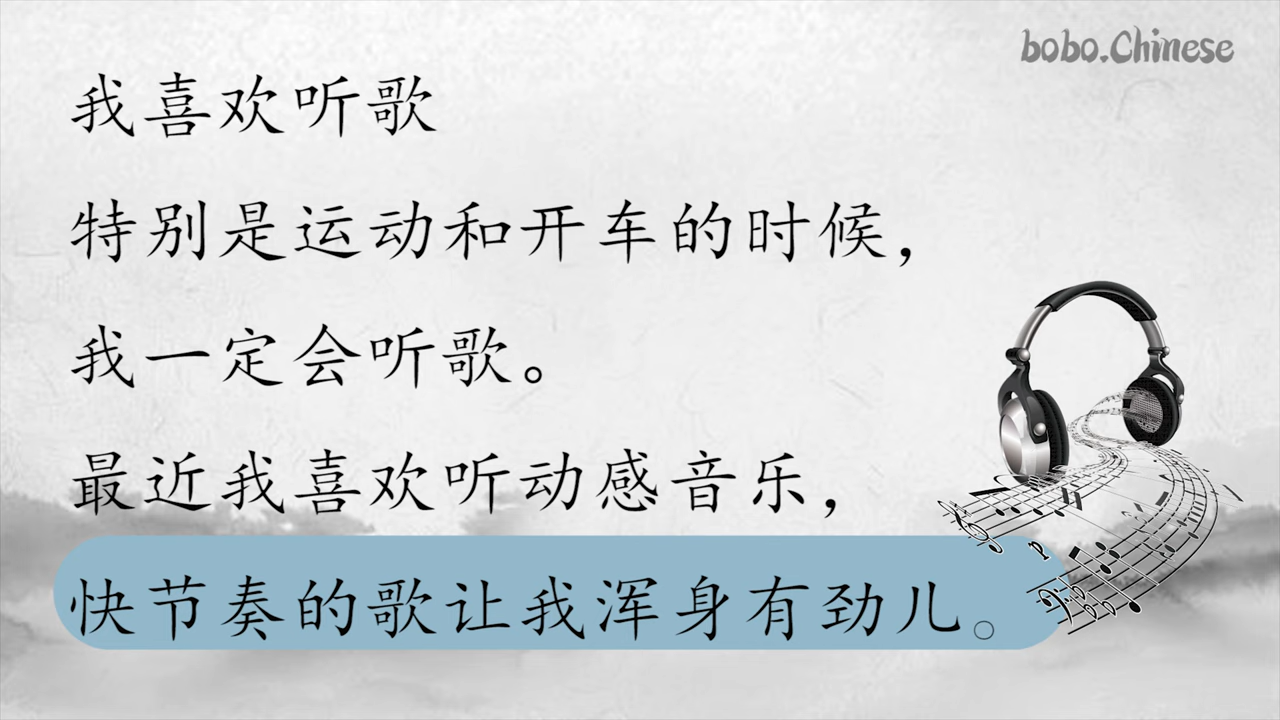 bobo.Chinese
我喜欢听歌
特别是运动和开车的时候，
我一定会听歌。
最近我喜欢听动感音乐，
快节奏的歌让我浑身有劲儿。